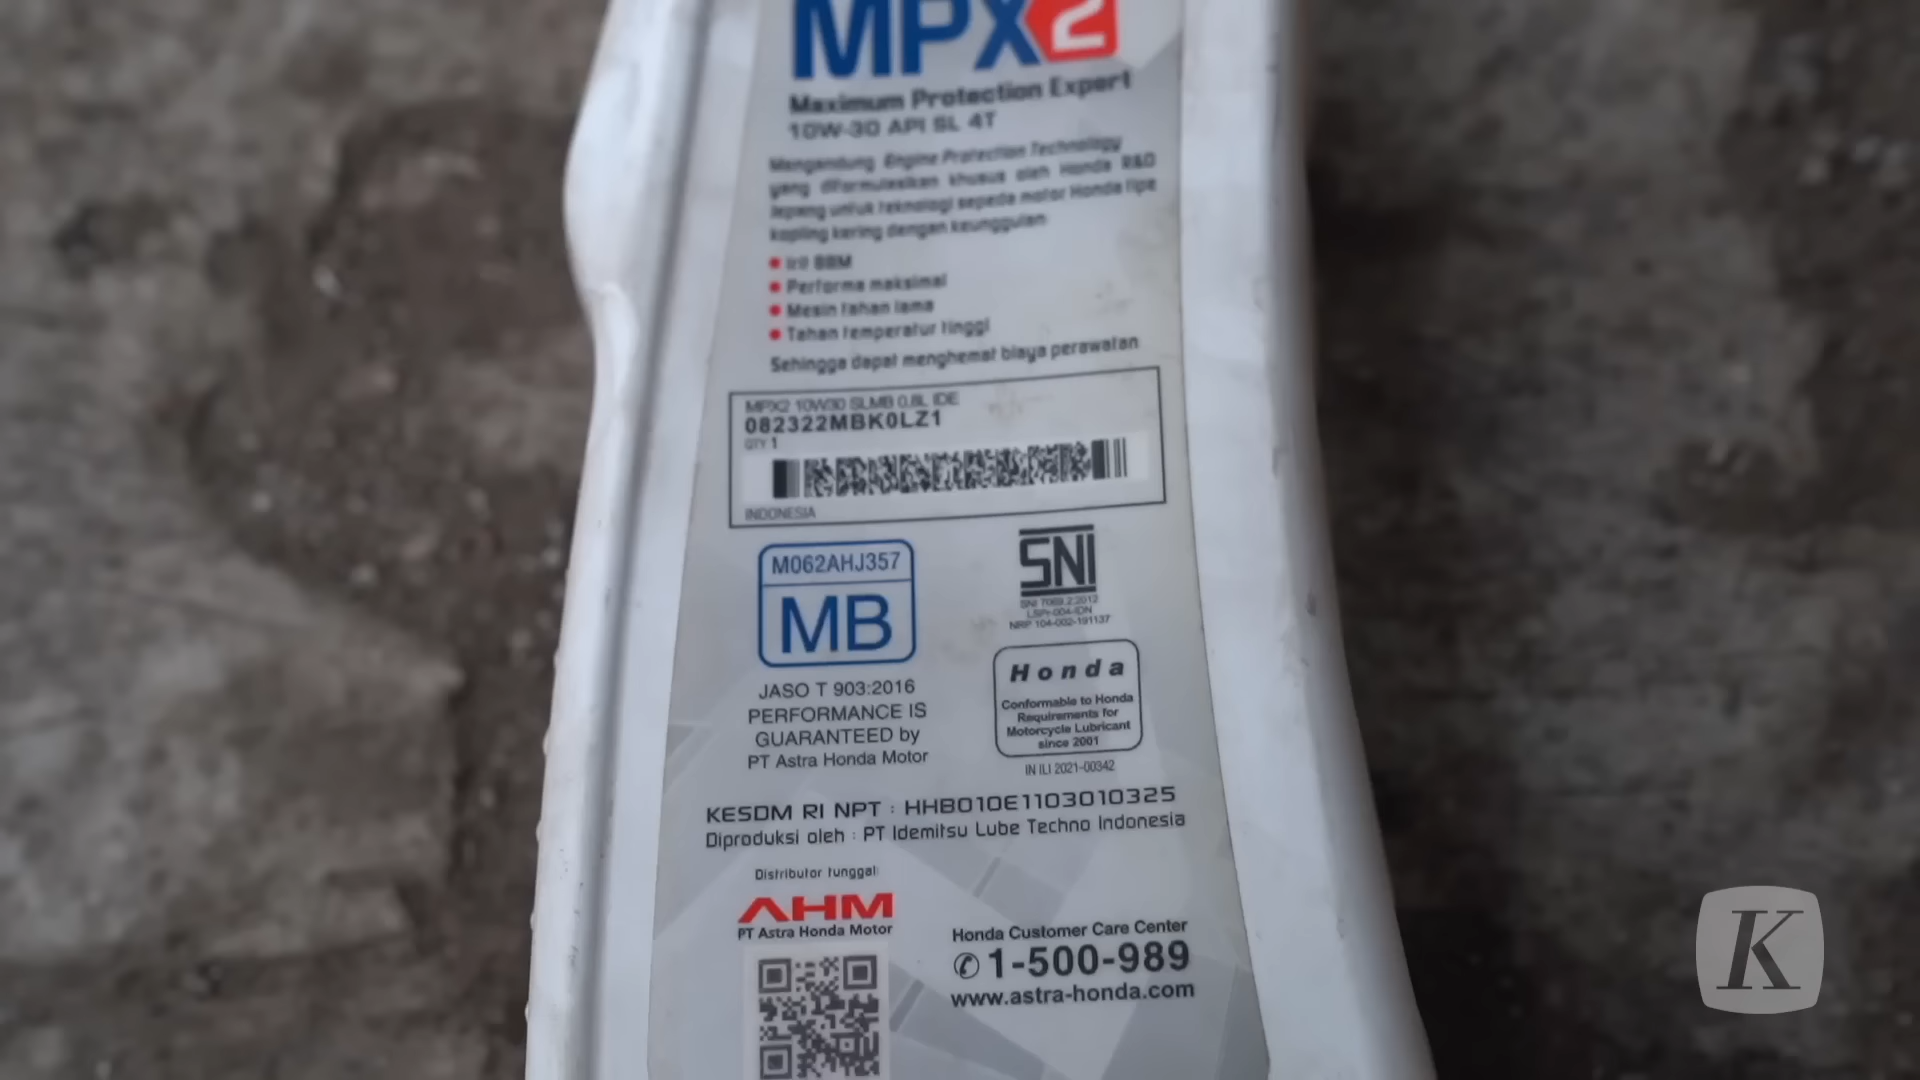 MPX2
Maximum Protection Expert
10W-30 API SL 4T
Mengandung Engine Protection Technology
yang diformulasikan khusus oleh Honda R&D
Jepang untuk teknologi sepeda motor Honda tipe
kopling kering dengan keunggulan
Irit BBM
Performa maksimal
Mesin tahan lama
Tahan temperatur tinggi
Sehingga dapat menghemat biaya perawatan
MPX2 10W30 SLMB 0.8L IDE
082322MBK0LZ1
QTY 1
INDONESIA
M062AHJ357
MB
JASO T 903:2016
PERFORMANCE IS
GUARANTEED by
PT Astra Honda Motor
SNI
SNI 7069.2:2012
LSPr-004-IDN
NRP 104-002-191137
Honda
Conformable to Honda
Requirements for
Motorcycle Lubricant
since 2001
IN ILI 2021-00342
KESDM RI NPT : HHB010E1103010325
Diproduksi oleh : PT Idemitsu Lube Techno Indonesia
Distributor tunggal:
AHM
PT Astra Honda Motor
Honda Customer Care Center
✆ 1-500-989
www.astra-honda.com
K